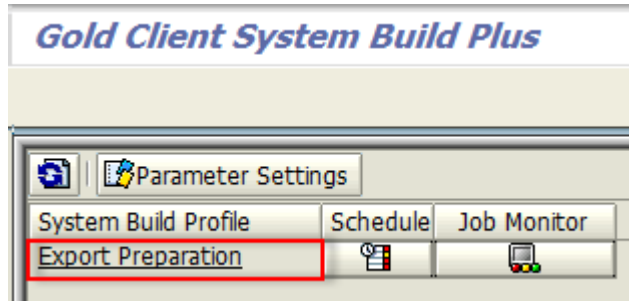 Gold Client System Build Plus
Parameter Settings
System Build Profile Schedule Job Monitor
Export Preparation